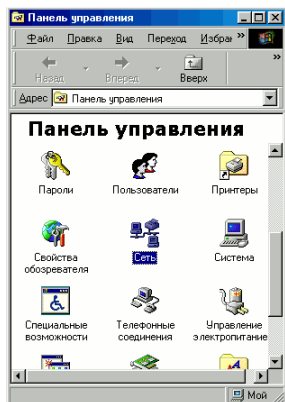 Панель управления
Файл Правка Вид Переход Избран »
Назад Вперед Вверх »
Адрес Панель управления
Панель управления
Пароли Пользователи Принтеры
Свойства обозревателя Сеть Система
Специальные возможности Телефонные соединения Управление электропитание
Мой